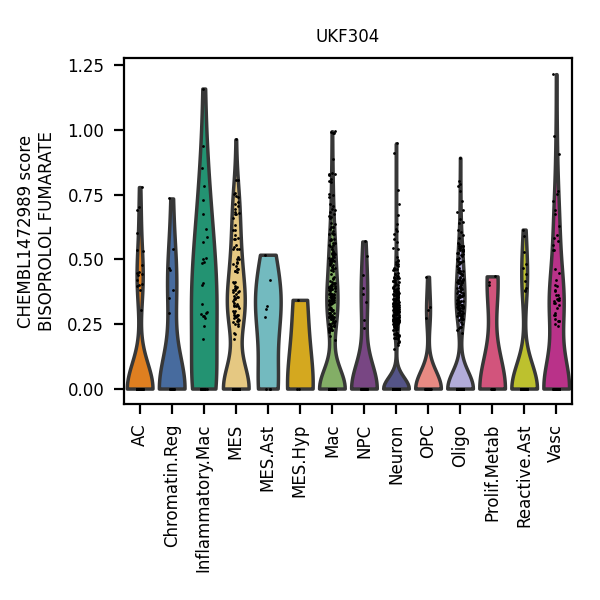 UKF304
CHEMBL1472989 score
BISOPROLOL FUMARATE
1.25
1.00
0.75
0.50
0.25
0.00
AC
Chromatin.Reg
Inflammatory.Mac
MES
MES.Ast
MES.Hyp
Mac
NPC
Neuron
OPC
Oligo
Prolif.Metab
Reactive.Ast
Vasc